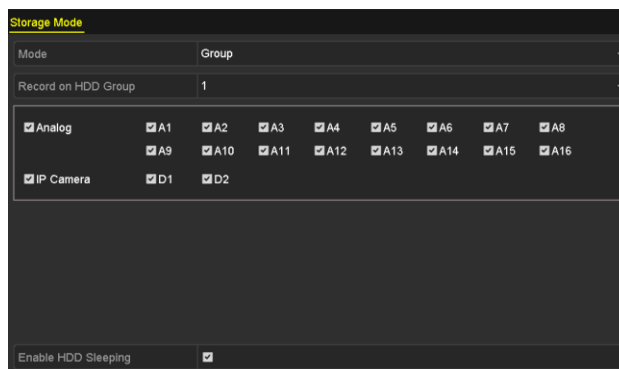 Storage Mode
Mode Group
Record on HDD Group 1
Analog A1 A2 A3 A4 A5 A6 A7 A8
A9 A10 A11 A12 A13 A14 A15 A16
IP Camera D1 D2
Enable HDD Sleeping